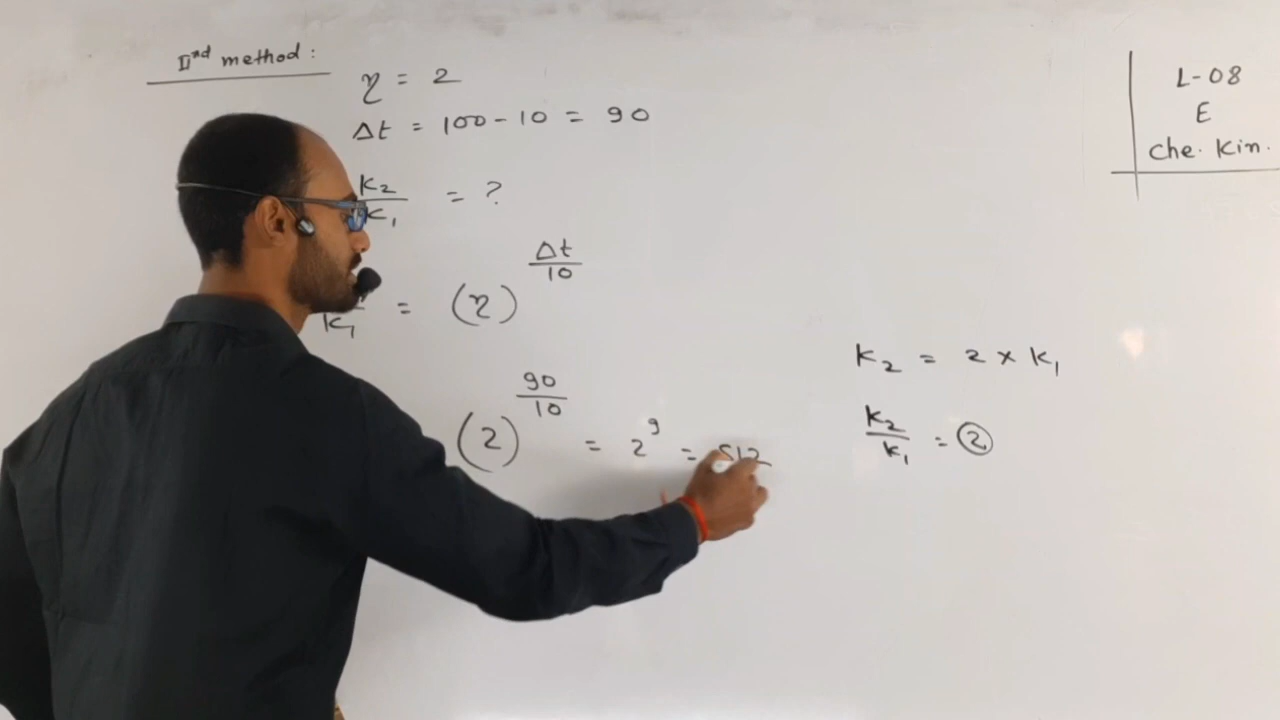 IInd method :
η = 2
Δt = 100 - 10 = 90
K2/K1 = ?
K1 = (η)^Δt/10
(2)^90/10 = 2^9 = 512
K2 = 2 × K1
K2/K1 = 2
L-08
E
Che. Kin.